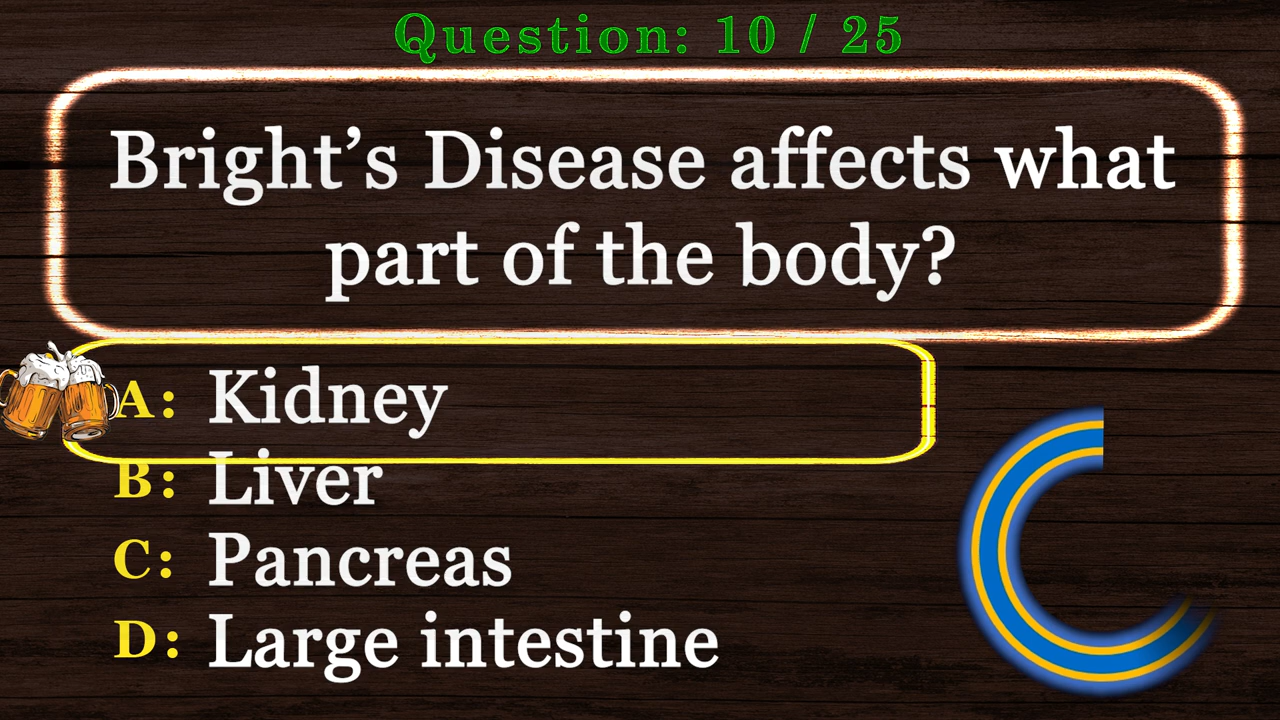 Question: 10 / 25
Bright’s Disease affects what
part of the body?
A: Kidney
B: Liver
C: Pancreas
D: Large intestine